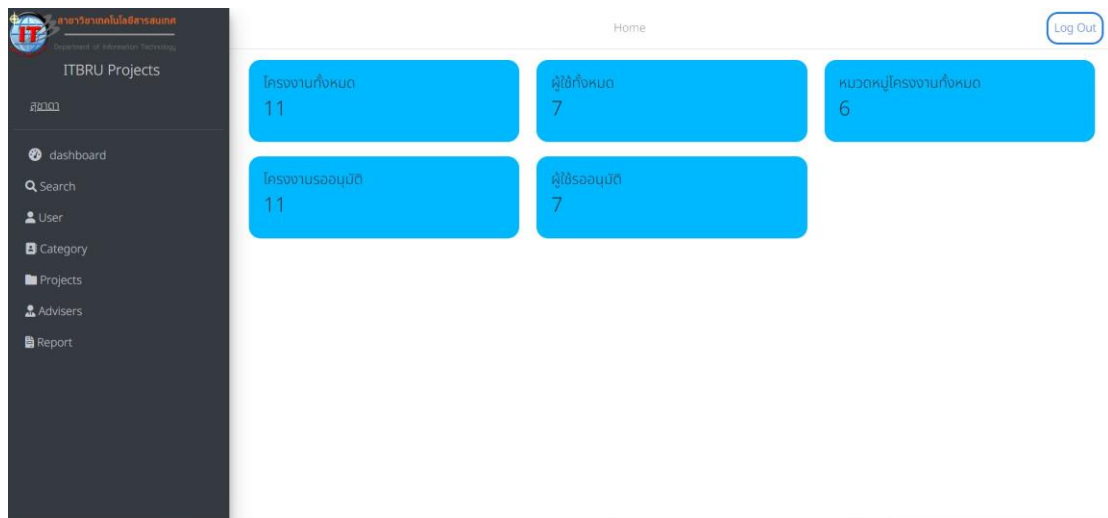 สาขาวิชาเทคโนโลยีสารสนเทศ
Department of Information Technology
IT
ITBRU Projects
สุชาดา
dashboard
Search
User
Category
Projects
Advisers
Report
Home
Log Out
โครงงานทั้งหมด
11
ผู้ใช้ทั้งหมด
7
หมวดหมู่โครงงานทั้งหมด
6
โครงงานรออนุมัติ
11
ผู้ใช้รออนุมัติ
7